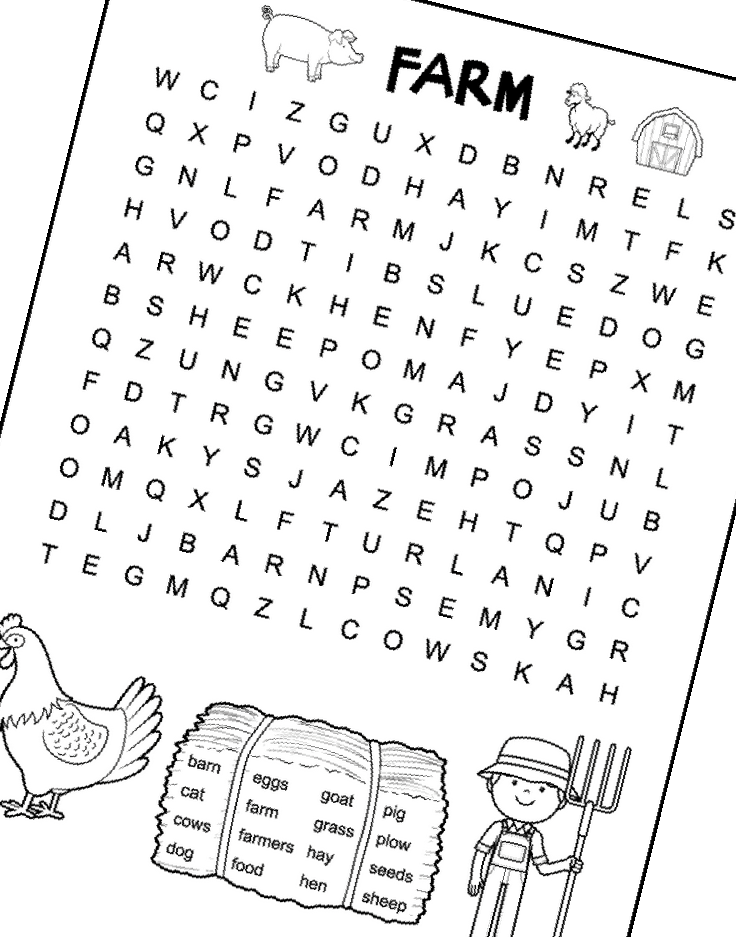 FARM
W C I Z G U X D B N R E L S
Q X P V O D H A Y I M T F K
G N L F A R M J K C S Z W E
H V O D T I B S L U E D O G
A R W C K H E N F Y E P X M
B S H E E P O M A J D Y I T
Q Z U N G V K G R A S S N L
F D T R G W C I M P O J U B
O A K Y S J A Z E H T Q P V
O M Q X L F T U R L A N I C
D L J B A R N P S E M Y G R
T E G M Q Z L C O W S K A H
barn eggs goat pig
cat farm grass plow
cows farmers hay seeds
dog food hen sheep